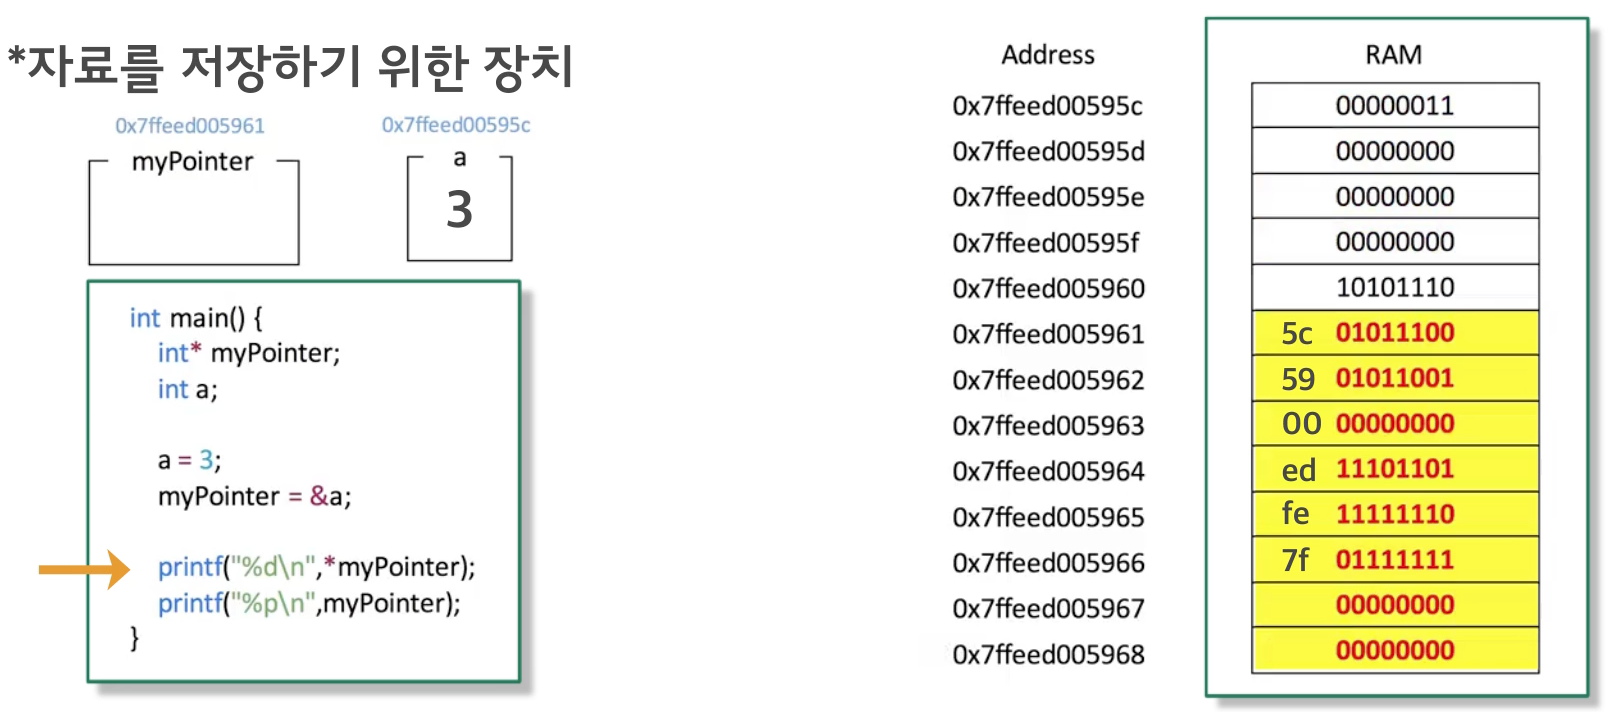 *자료를 저장하기 위한 장치
0x7ffeed005961
myPointer
0x7ffeed00595c
a
3
int main() {
int* myPointer;
int a;
a = 3;
myPointer = &a;
printf("%d\n",*myPointer);
printf("%p\n",myPointer);
}
Address
RAM
0x7ffeed00595c 00000011
0x7ffeed00595d 00000000
0x7ffeed00595e 00000000
0x7ffeed00595f 00000000
0x7ffeed005960 10101110
0x7ffeed005961 5c 01011100
0x7ffeed005962 59 01011001
0x7ffeed005963 00 00000000
0x7ffeed005964 ed 11101101
0x7ffeed005965 fe 11111110
0x7ffeed005966 7f 01111111
0x7ffeed005967 00000000
0x7ffeed005968 00000000